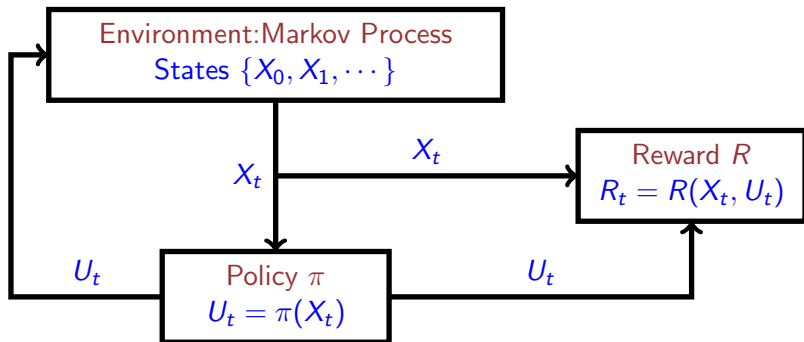 Environment:Markov Process
States {X₀, X₁, ⋯}
Xₜ
Xₜ
Reward R
Rₜ = R(Xₜ, Uₜ)
Uₜ
Policy π
Uₜ = π(Xₜ)
Uₜ